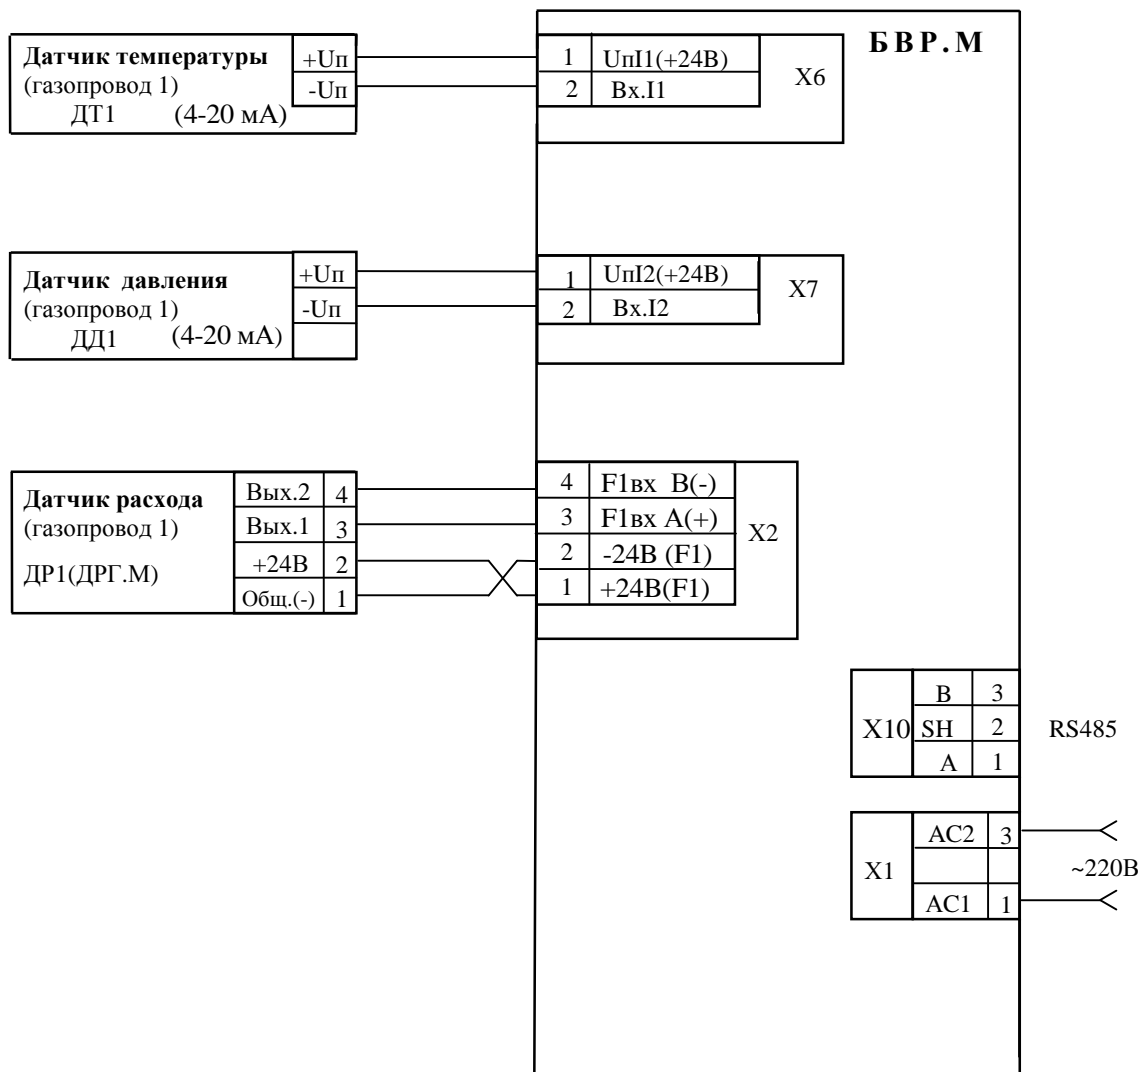 БВР.М
Датчик температуры
(газопровод 1)
ДТ1 (4-20 мА)
+Uп
-Uп
1 UпI1(+24В)
2 Вх.I1
X6
Датчик давления
(газопровод 1)
ДД1 (4-20 мА)
+Uп
-Uп
1 UпI2(+24В)
2 Вх.I2
X7
Датчик расхода
(газопровод 1)
ДР1(ДРГ.М)
Вых.2 4
Вых.1 3
+24В 2
Общ.(-) 1
4 F1вх В(-)
3 F1вх А(+)
2 -24В (F1)
1 +24В(F1)
X2
X10
B 3
SH 2
A 1
RS485
X1
AC2 3
AC1 1
~220В